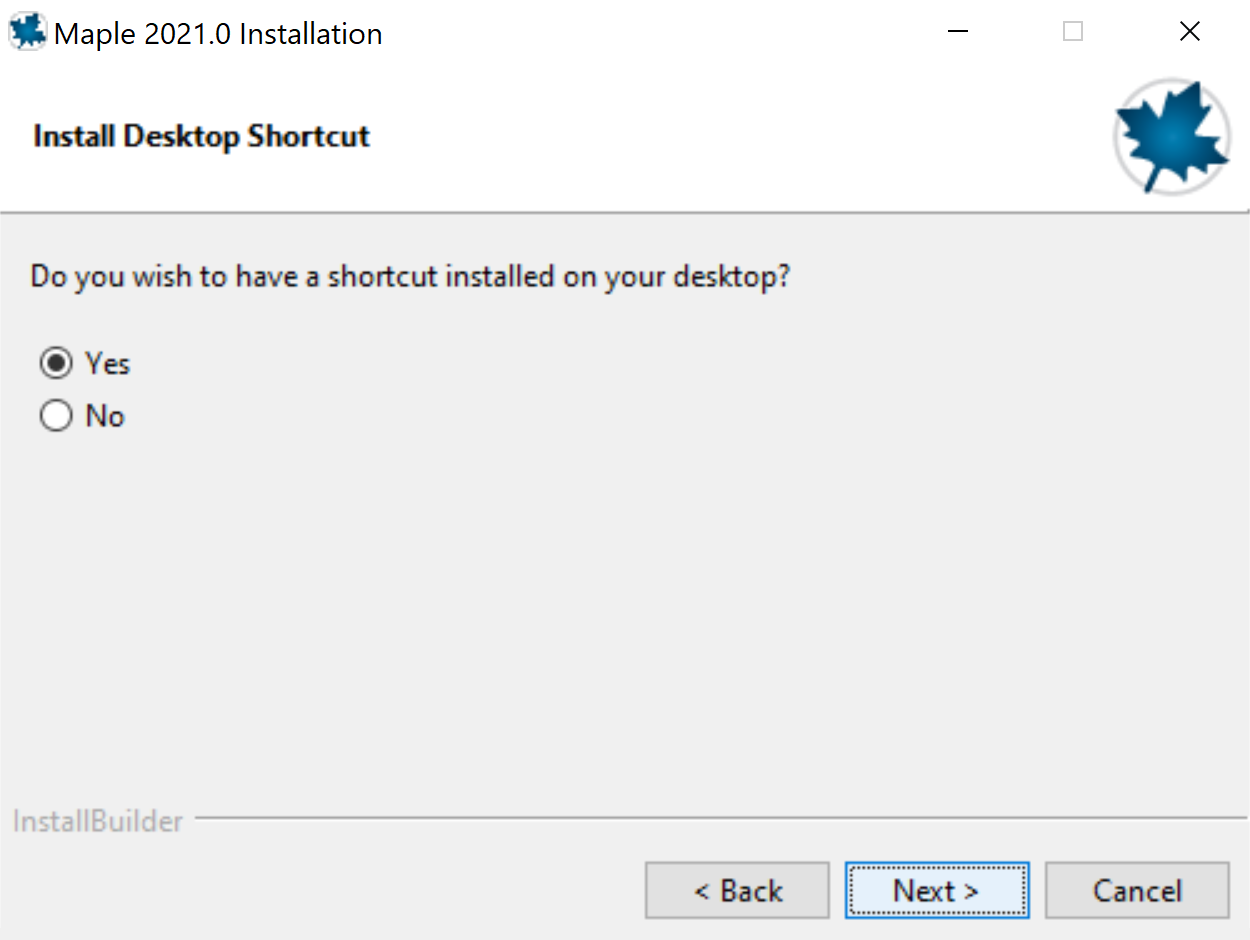 Maple 2021.0 Installation
Install Desktop Shortcut
Do you wish to have a shortcut installed on your desktop?
Yes
No
InstallBuilder
< Back Next > Cancel